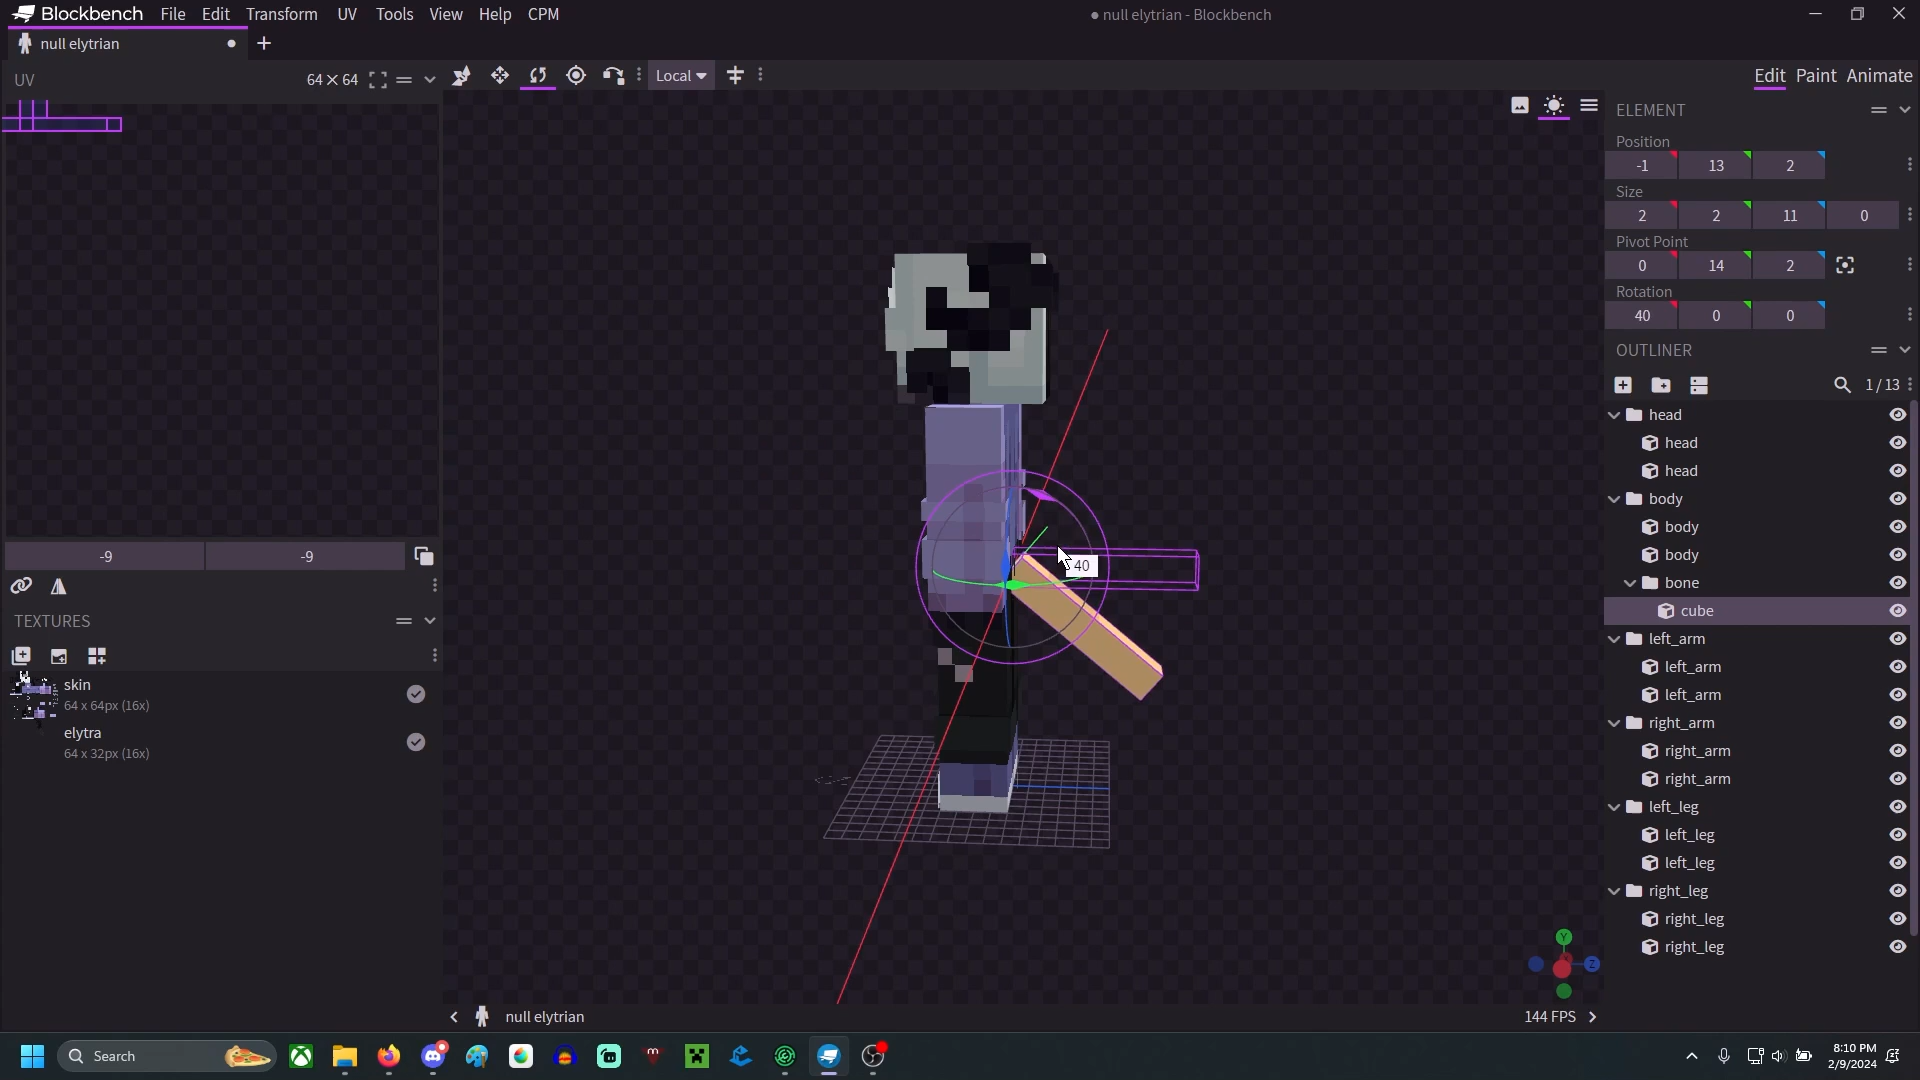 Blockbench File Edit Transform UV Tools View Help CPM
null elytrian - Blockbench
null elytrian
UV 64 × 64
Local
Edit Paint Animate
ELEMENT
Position
-1 13 2
Size
2 2 11 0
Pivot Point
0 14 2
Rotation
40 0 0
OUTLINER
1 / 13
head
head
head
body
body
body
bone
cube
left_arm
left_arm
left_arm
right_arm
right_arm
right_arm
left_leg
left_leg
left_leg
right_leg
right_leg
right_leg
40
-9 -9
TEXTURES
skin
64 x 64px (16x)
elytra
64 x 32px (16x)
Y
Z
null elytrian
144 FPS
Search
8:10 PM
2/9/2024